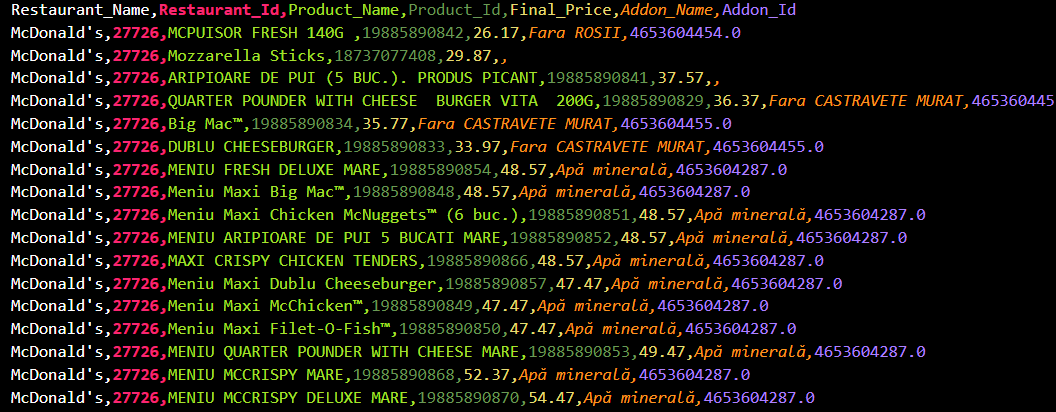 Restaurant_Name,Restaurant_Id,Product_Name,Product_Id,Final_Price,Addon_Name,Addon_Id
McDonald's,27726,MCPUISOR FRESH 140G ,19885890842,26.17,Fara ROSII,4653604454.0
McDonald's,27726,Mozzarella Sticks,18737077408,29.87,,
McDonald's,27726,ARIPIOARE DE PUI (5 BUC.). PRODUS PICANT,19885890841,37.57,,
McDonald's,27726,QUARTER POUNDER WITH CHEESE  BURGER VITA  200G,19885890829,36.37,Fara CASTRAVETE MURAT,465360445
McDonald's,27726,Big Mac™,19885890834,35.77,Fara CASTRAVETE MURAT,4653604455.0
McDonald's,27726,DUBLU CHEESEBURGER,19885890833,33.97,Fara CASTRAVETE MURAT,4653604455.0
McDonald's,27726,MENIU FRESH DELUXE MARE,19885890854,48.57,Apă minerală,4653604287.0
McDonald's,27726,Meniu Maxi Big Mac™,19885890848,48.57,Apă minerală,4653604287.0
McDonald's,27726,Meniu Maxi Chicken McNuggets™ (6 buc.),19885890851,48.57,Apă minerală,4653604287.0
McDonald's,27726,MENIU ARIPIOARE DE PUI 5 BUCATI MARE,19885890852,48.57,Apă minerală,4653604287.0
McDonald's,27726,MAXI CRISPY CHICKEN TENDERS,19885890866,48.57,Apă minerală,4653604287.0
McDonald's,27726,Meniu Maxi Dublu Cheeseburger,19885890857,47.47,Apă minerală,4653604287.0
McDonald's,27726,Meniu Maxi McChicken™,19885890849,47.47,Apă minerală,4653604287.0
McDonald's,27726,Meniu Maxi Filet-O-Fish™,19885890850,47.47,Apă minerală,4653604287.0
McDonald's,27726,MENIU QUARTER POUNDER WITH CHEESE MARE,19885890853,49.47,Apă minerală,4653604287.0
McDonald's,27726,MENIU MCCRISPY MARE,19885890868,52.37,Apă minerală,4653604287.0
McDonald's,27726,MENIU MCCRISPY DELUXE MARE,19885890870,54.47,Apă minerală,4653604287.0